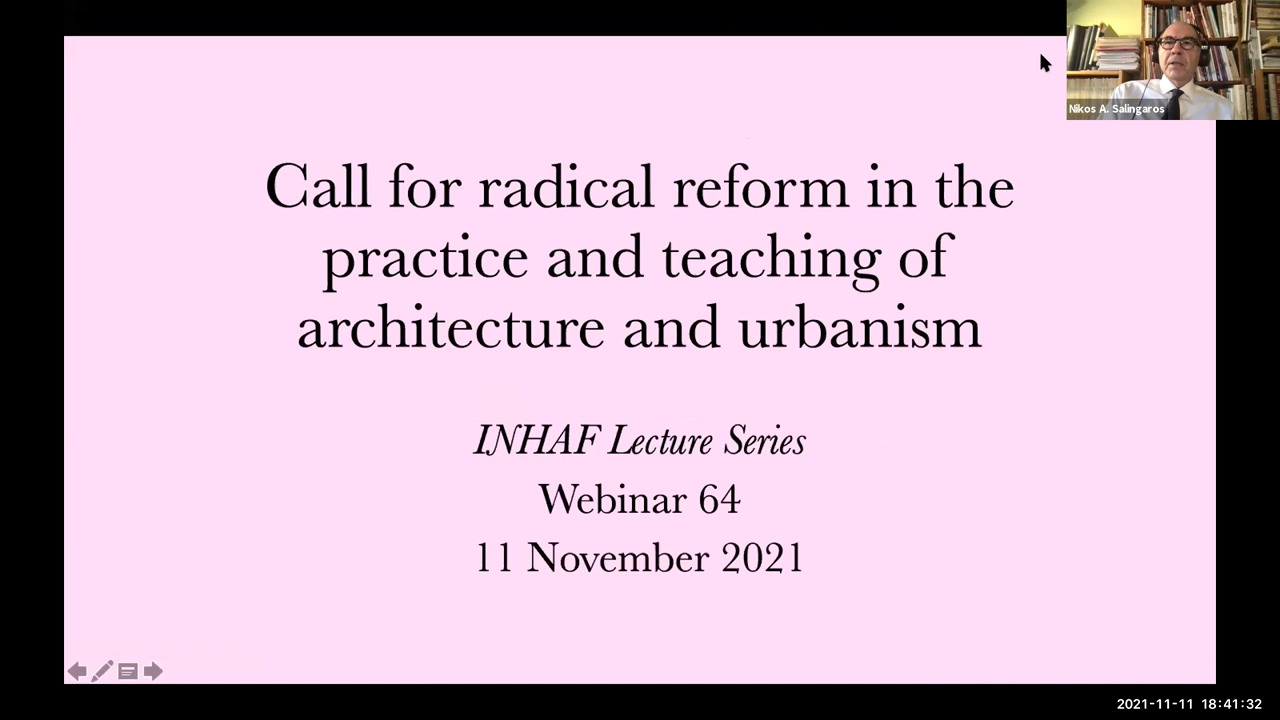 Nikos A. Salingaros
Call for radical reform in the
practice and teaching of
architecture and urbanism
INHAF Lecture Series
Webinar 64
11 November 2021
2021-11-11 18:41:32